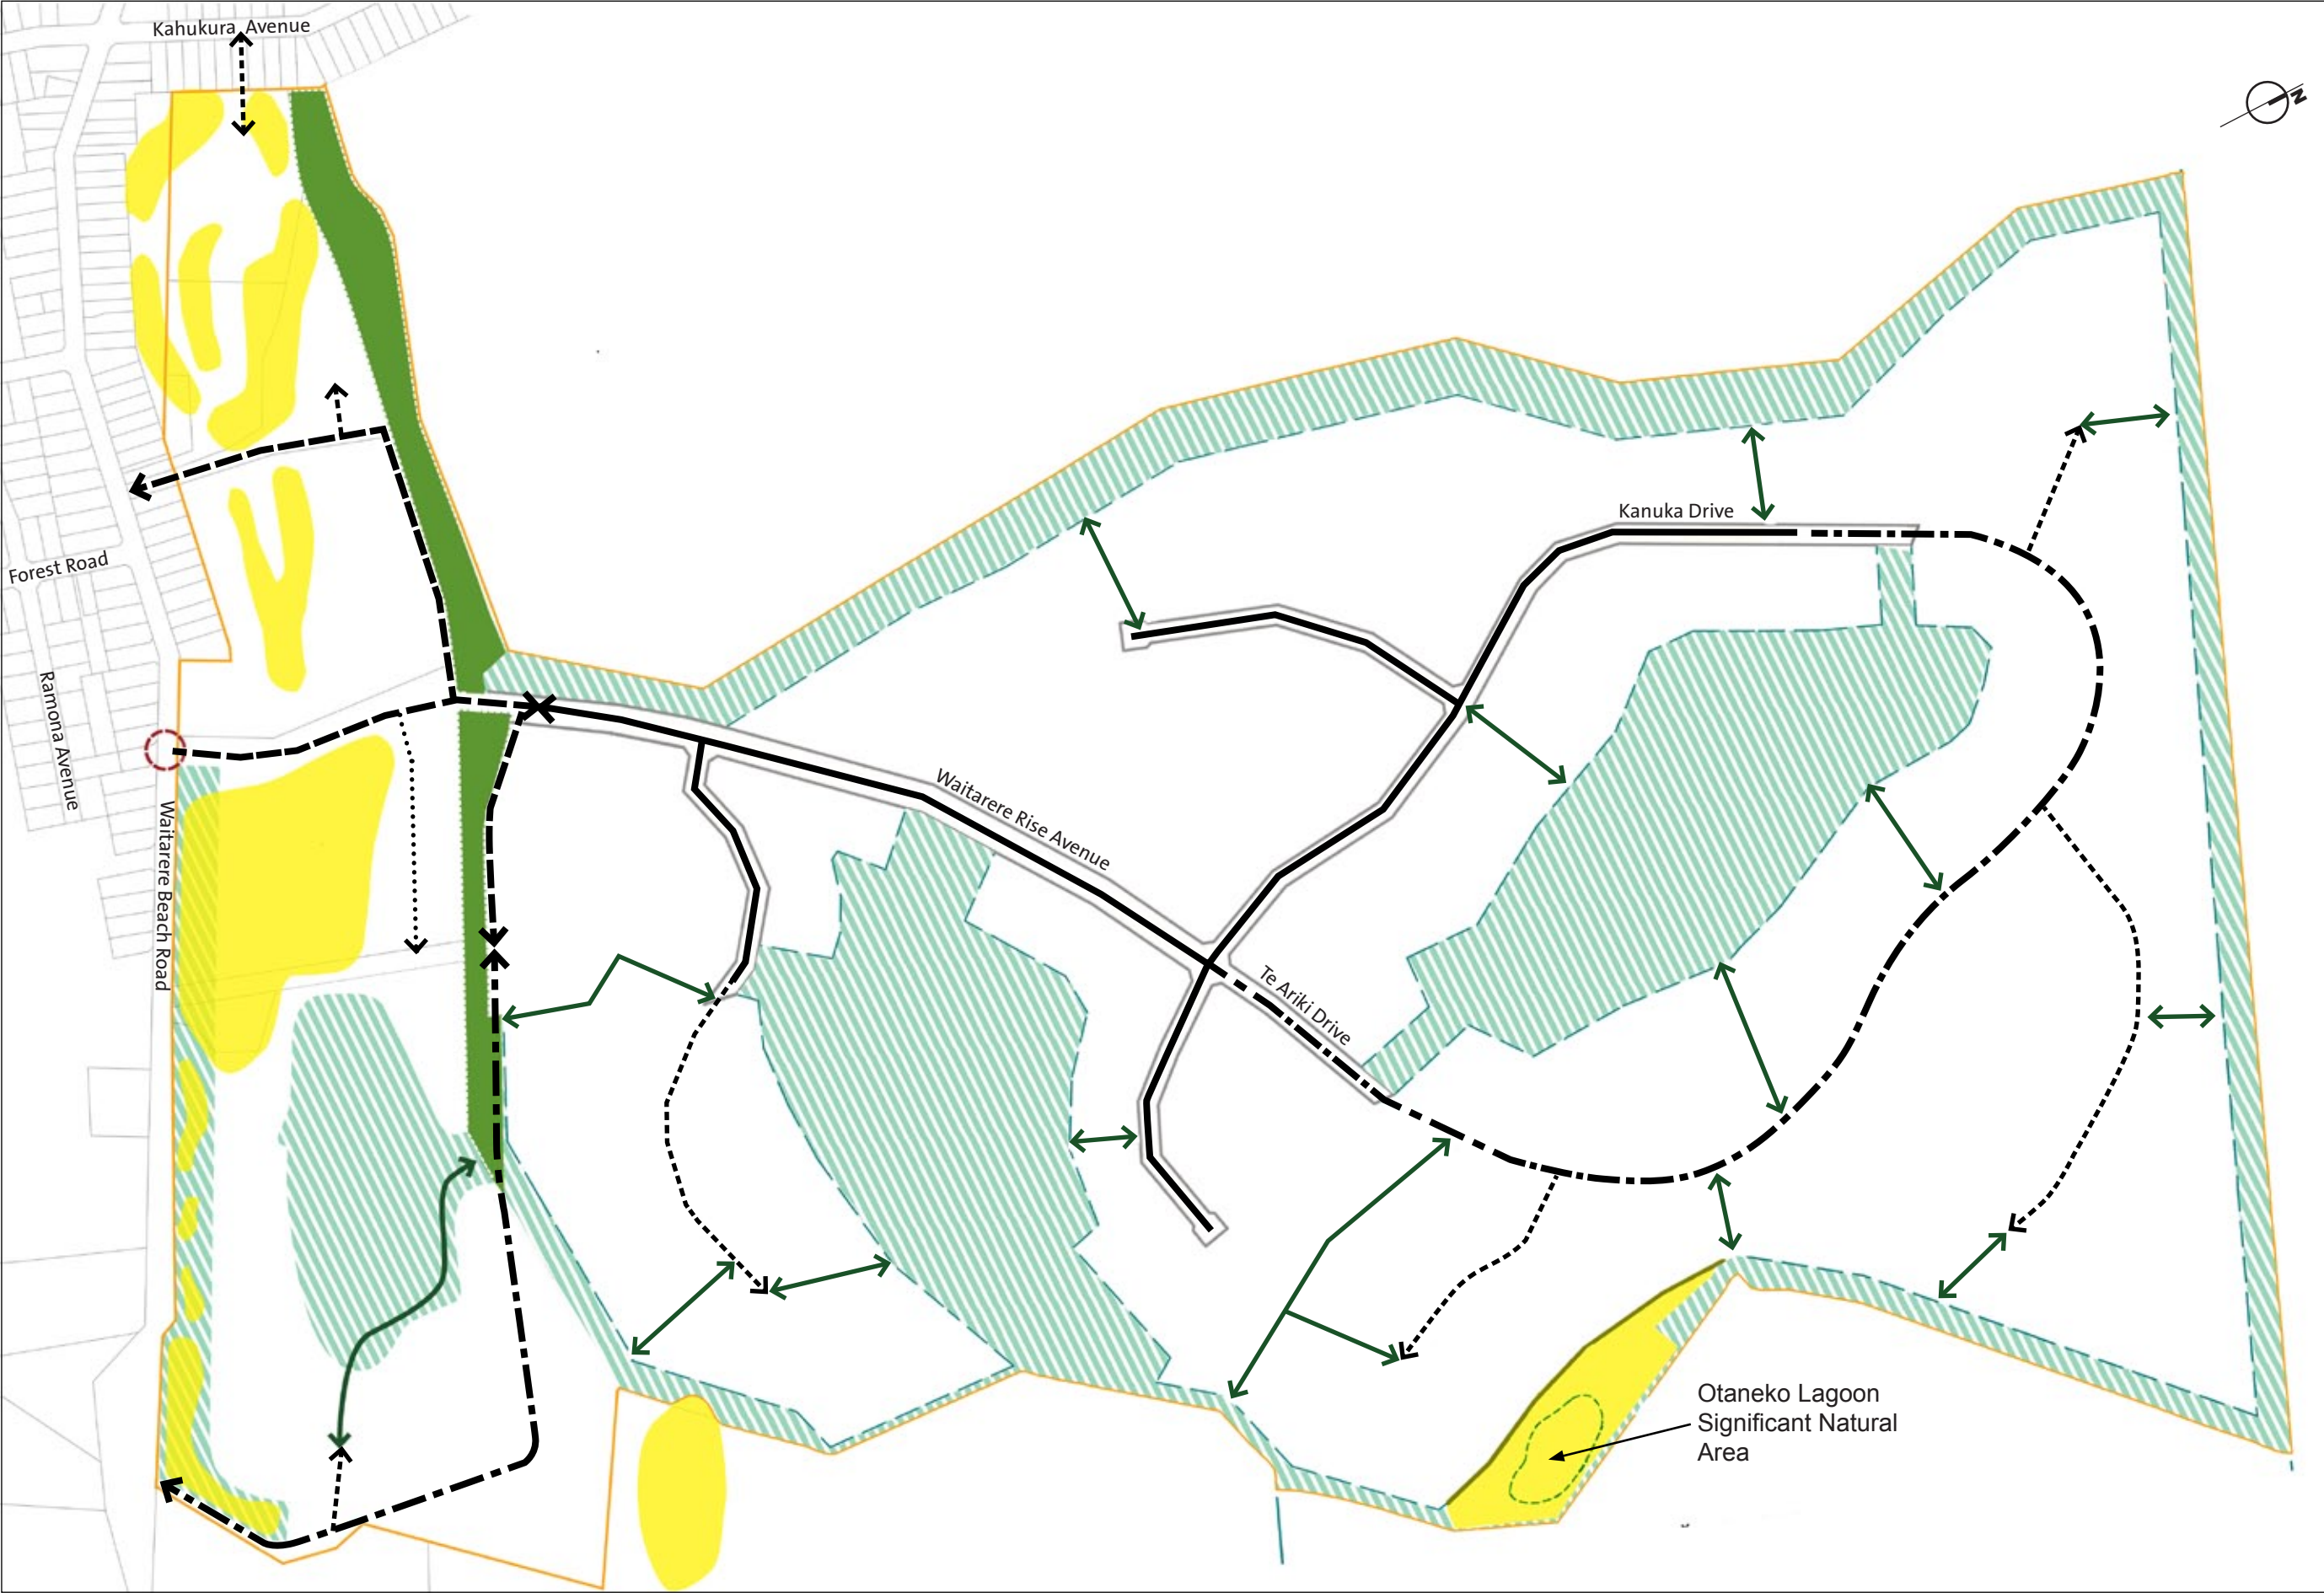 Kahukura Avenue
N
Kanuka Drive
Forest Road
Ramona Avenue
Waitarere Beach Road
Waitarere Rise Avenue
Te Ariki Drive
Otaneko Lagoon
Significant Natural
Area